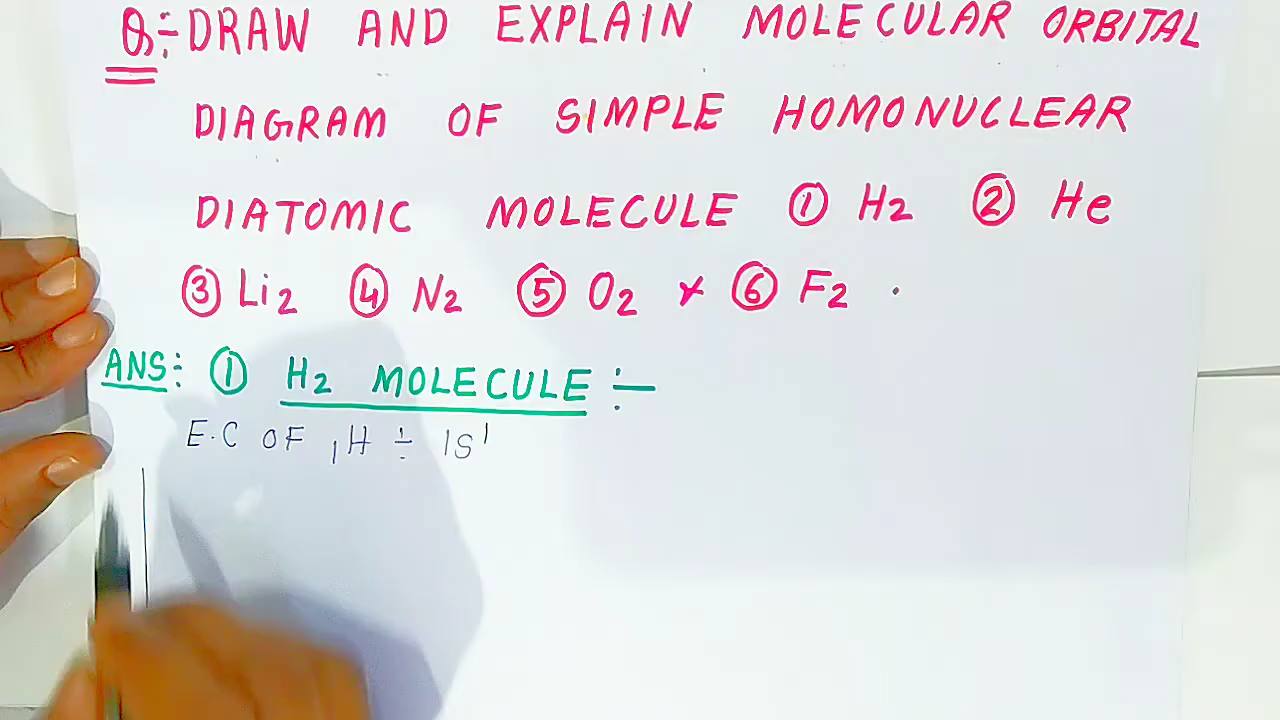 Q:- DRAW AND EXPLAIN MOLECULAR ORBITAL
DIAGRAM OF SIMPLE HOMONUCLEAR
DIATOMIC MOLECULE ① H2 ② He
③ Li2 ④ N2 ⑤ O2 & ⑥ F2 .
ANS:- ① H2 MOLECULE :-
E.C OF ₁H ÷ 1S¹